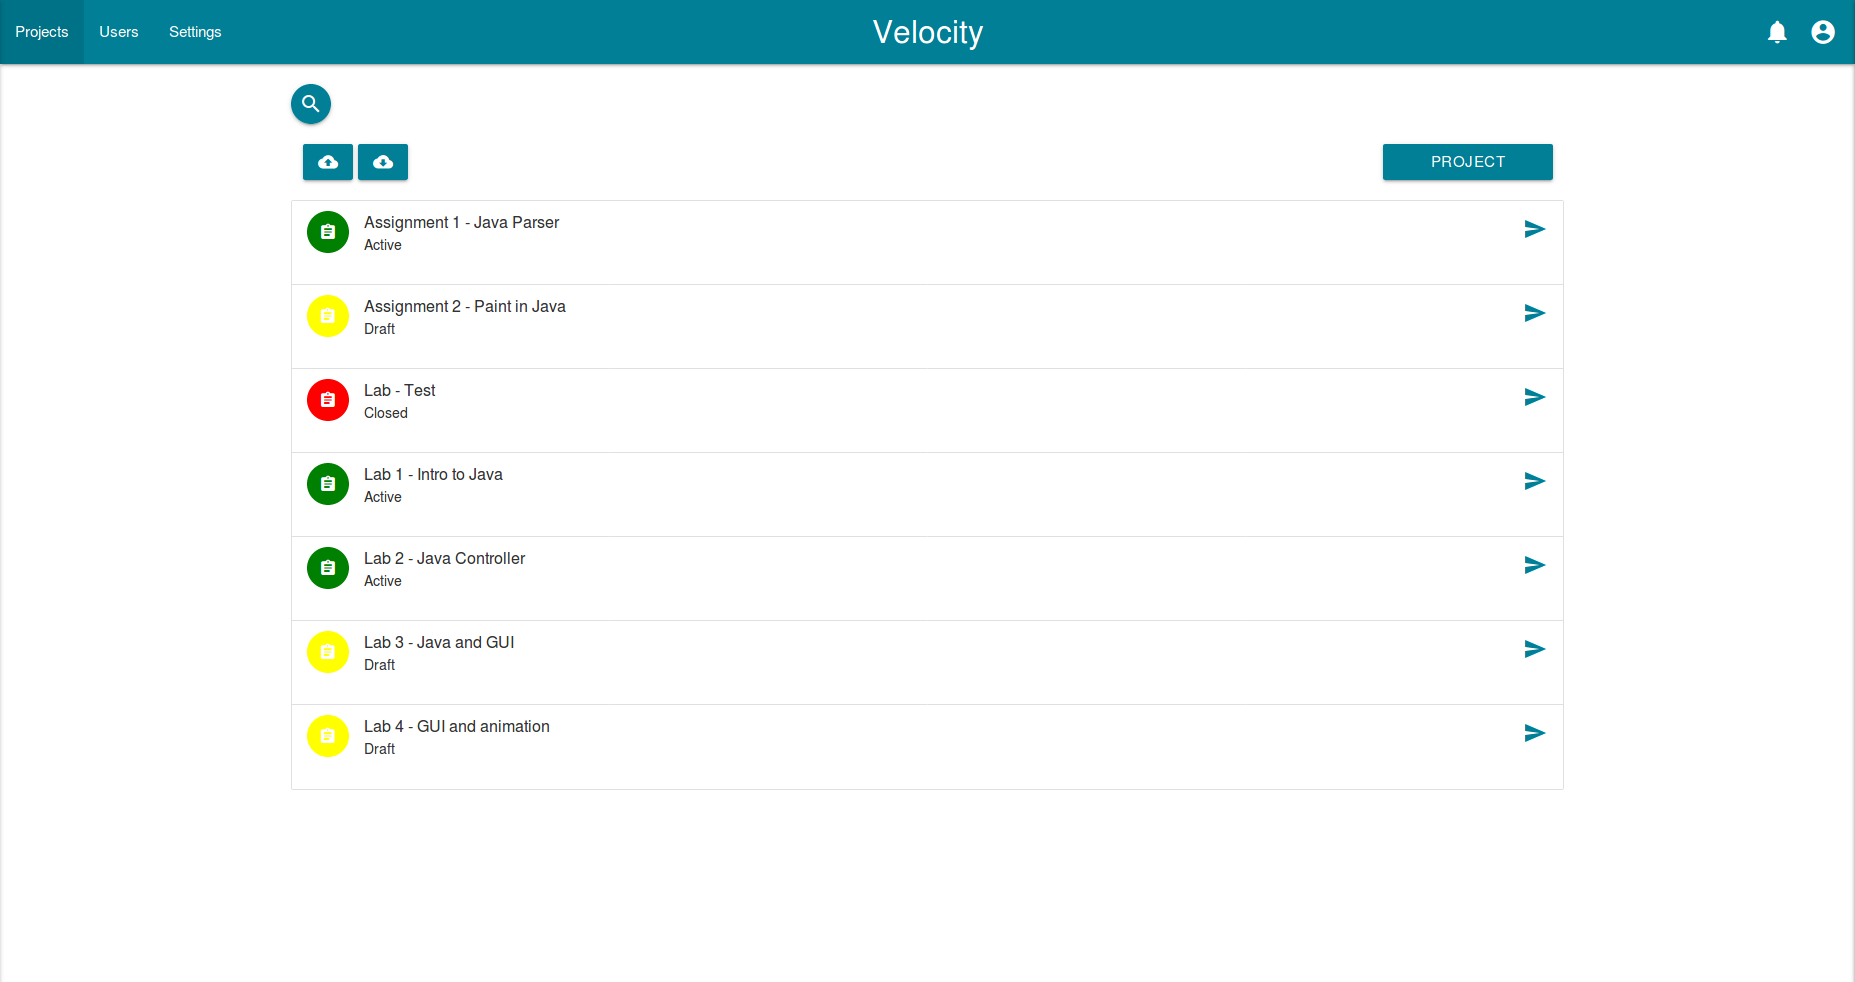 Projects Users Settings Velocity
PROJECT
Assignment 1 - Java Parser
Active
Assignment 2 - Paint in Java
Draft
Lab - Test
Closed
Lab 1 - Intro to Java
Active
Lab 2 - Java Controller
Active
Lab 3 - Java and GUI
Draft
Lab 4 - GUI and animation
Draft